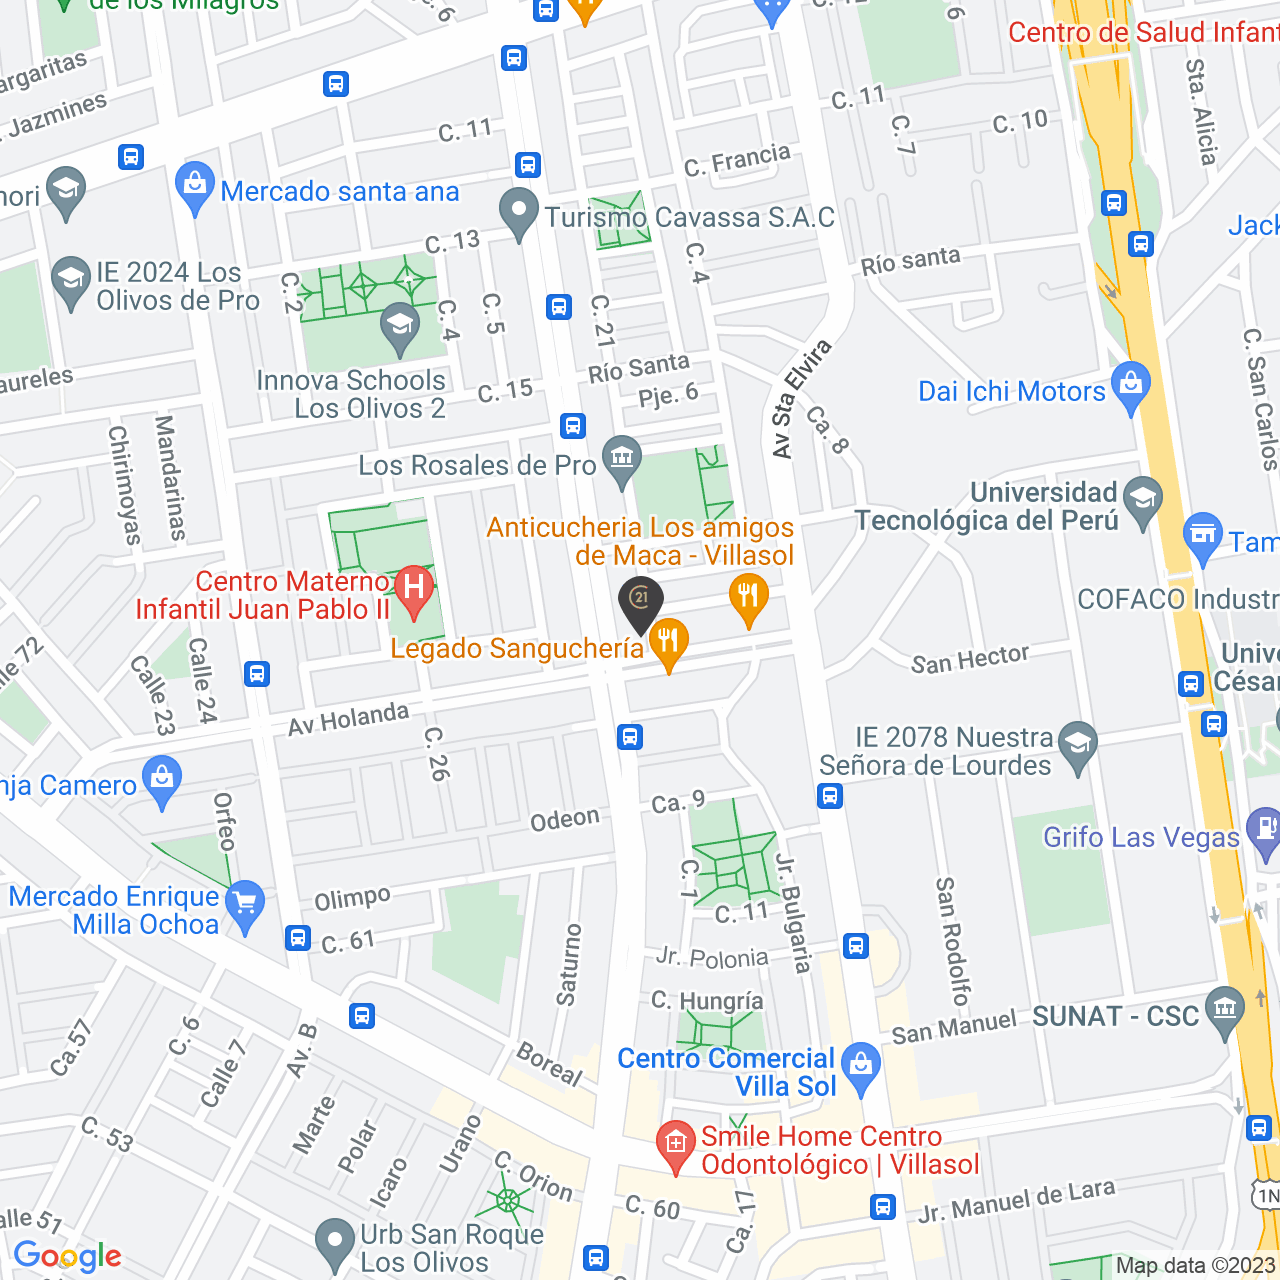 de los Milagros
C. 6
C. 12
6
Centro de Salud Infant
argaritas
Jazmines
C. 11
C. 11
C. 10
C. 7
Sta. Alicia
C. Francia
nori
Mercado santa ana
Turismo Cavassa S.A.C
Jack
C. 13
C. 4
Río santa
IE 2024 Los
Olivos de Pro
C. 2
C. 4
C. 5
C. 21
C. San Carlos
Av Sta Elvira
Innova Schools
Los Olivos 2
aureles
C. 15
Río Santa
Pje. 6
Dai Ichi Motors
Ca. 8
Chirimoyas
Mandarinas
Los Rosales de Pro
Universidad
Tecnológica del Perú
Anticucheria Los amigos
de Maca - Villasol
Tam
Centro Materno
Infantil Juan Pablo II
21
COFACO Industr
Legado Sanguchería
San Hector
Unive
César
alle 72
Calle 23
Calle 24
Av Holanda
C. 26
IE 2078 Nuestra
Señora de Lourdes
nja Camero
Orfeo
Odeon
Ca. 9
Grifo Las Vegas
C. 1
Jr. Bulgaria
San Rodolfo
Mercado Enrique
Milla Ochoa
Olimpo
C. 11
C. 61
Saturno
Jr. Polonia
C. Hungría
San Manuel
SUNAT - CSC
Ca. 57
C. 6
Calle 7
Av. B
Boreal
Centro Comercial
Villa Sol
Marte
Polar
Icaro
Urano
C. 53
Smile Home Centro
Odontológico | Villasol
C. Orion
C. 60
Ca. 17
Jr. Manuel de Lara
1N
alle 51
Urb San Roque
Los Olivos
Google
Map data ©2023